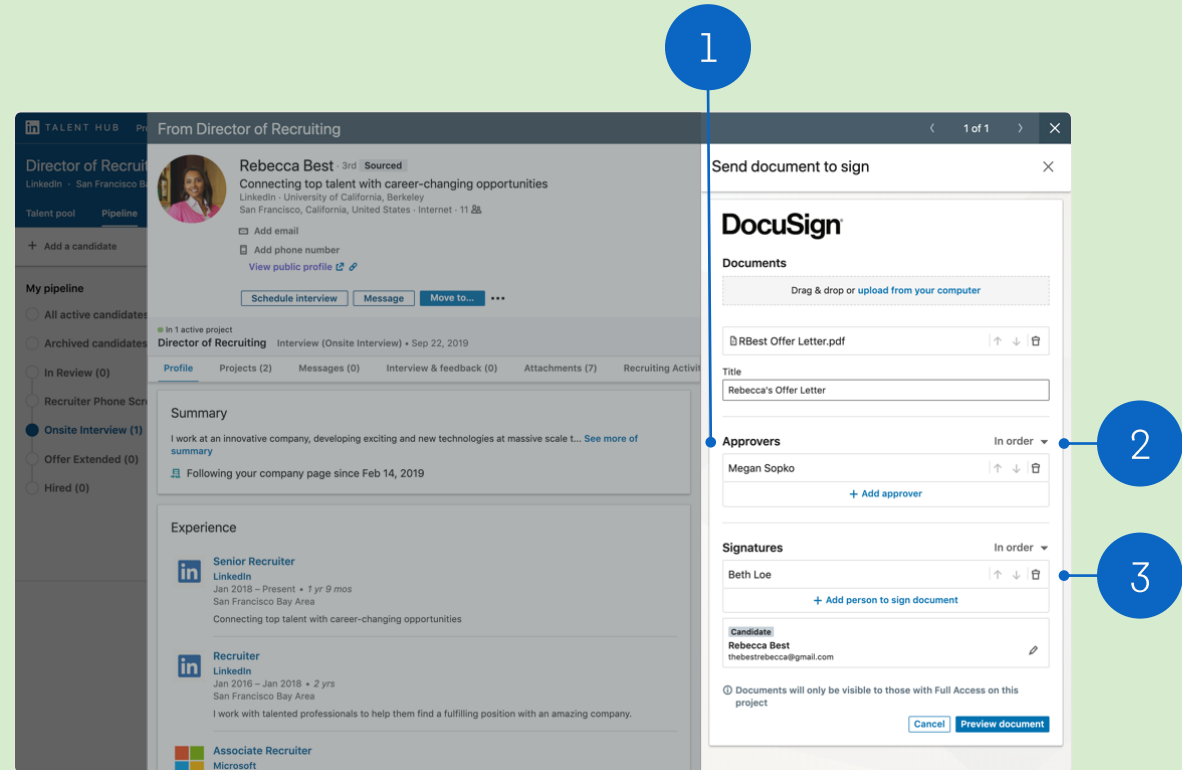 1
TALENT HUB
From Director of Recruiting
1 of 1
Director of Recruit
LinkedIn · San Francisco B
Talent pool Pipeline
+ Add a candidate
My pipeline
All active candidates
Archived candidates
In Review (0)
Recruiter Phone Scr
Onsite Interview (1)
Offer Extended (0)
Hired (0)
Rebecca Best · 3rd Sourced
Connecting top talent with career-changing opportunities
LinkedIn · University of California, Berkeley
San Francisco, California, United States · Internet · 11
Add email
Add phone number
View public profile
Schedule interview Message Move to...
In 1 active project
Director of Recruiting Interview (Onsite Interview) • Sep 22, 2019
Profile Projects (2) Messages (0) Interview & feedback (0) Attachments (7) Recruiting Activit
Summary
I work at an innovative company, developing exciting and new technologies at massive scale t... See more of
summary
Following your company page since Feb 14, 2019
Experience
in
Senior Recruiter
LinkedIn
Jan 2018 – Present • 1 yr 9 mos
San Francisco Bay Area
Connecting top talent with career-changing opportunities
in
Recruiter
LinkedIn
Jan 2016 – Jan 2018 • 2 yrs
San Francisco Bay Area
I work with talented professionals to help them find a fulfilling position with an amazing company.
Associate Recruiter
Microsoft
Send document to sign
DocuSign
Documents
Drag & drop or upload from your computer
RBest Offer Letter.pdf
Title
Rebecca's Offer Letter
Approvers In order
2
Megan Sopko
+ Add approver
Signatures In order
Beth Loe
3
+ Add person to sign document
Candidate
Rebecca Best
thebestrebecca@gmail.com
Documents will only be visible to those with Full Access on this
project
Cancel Preview document